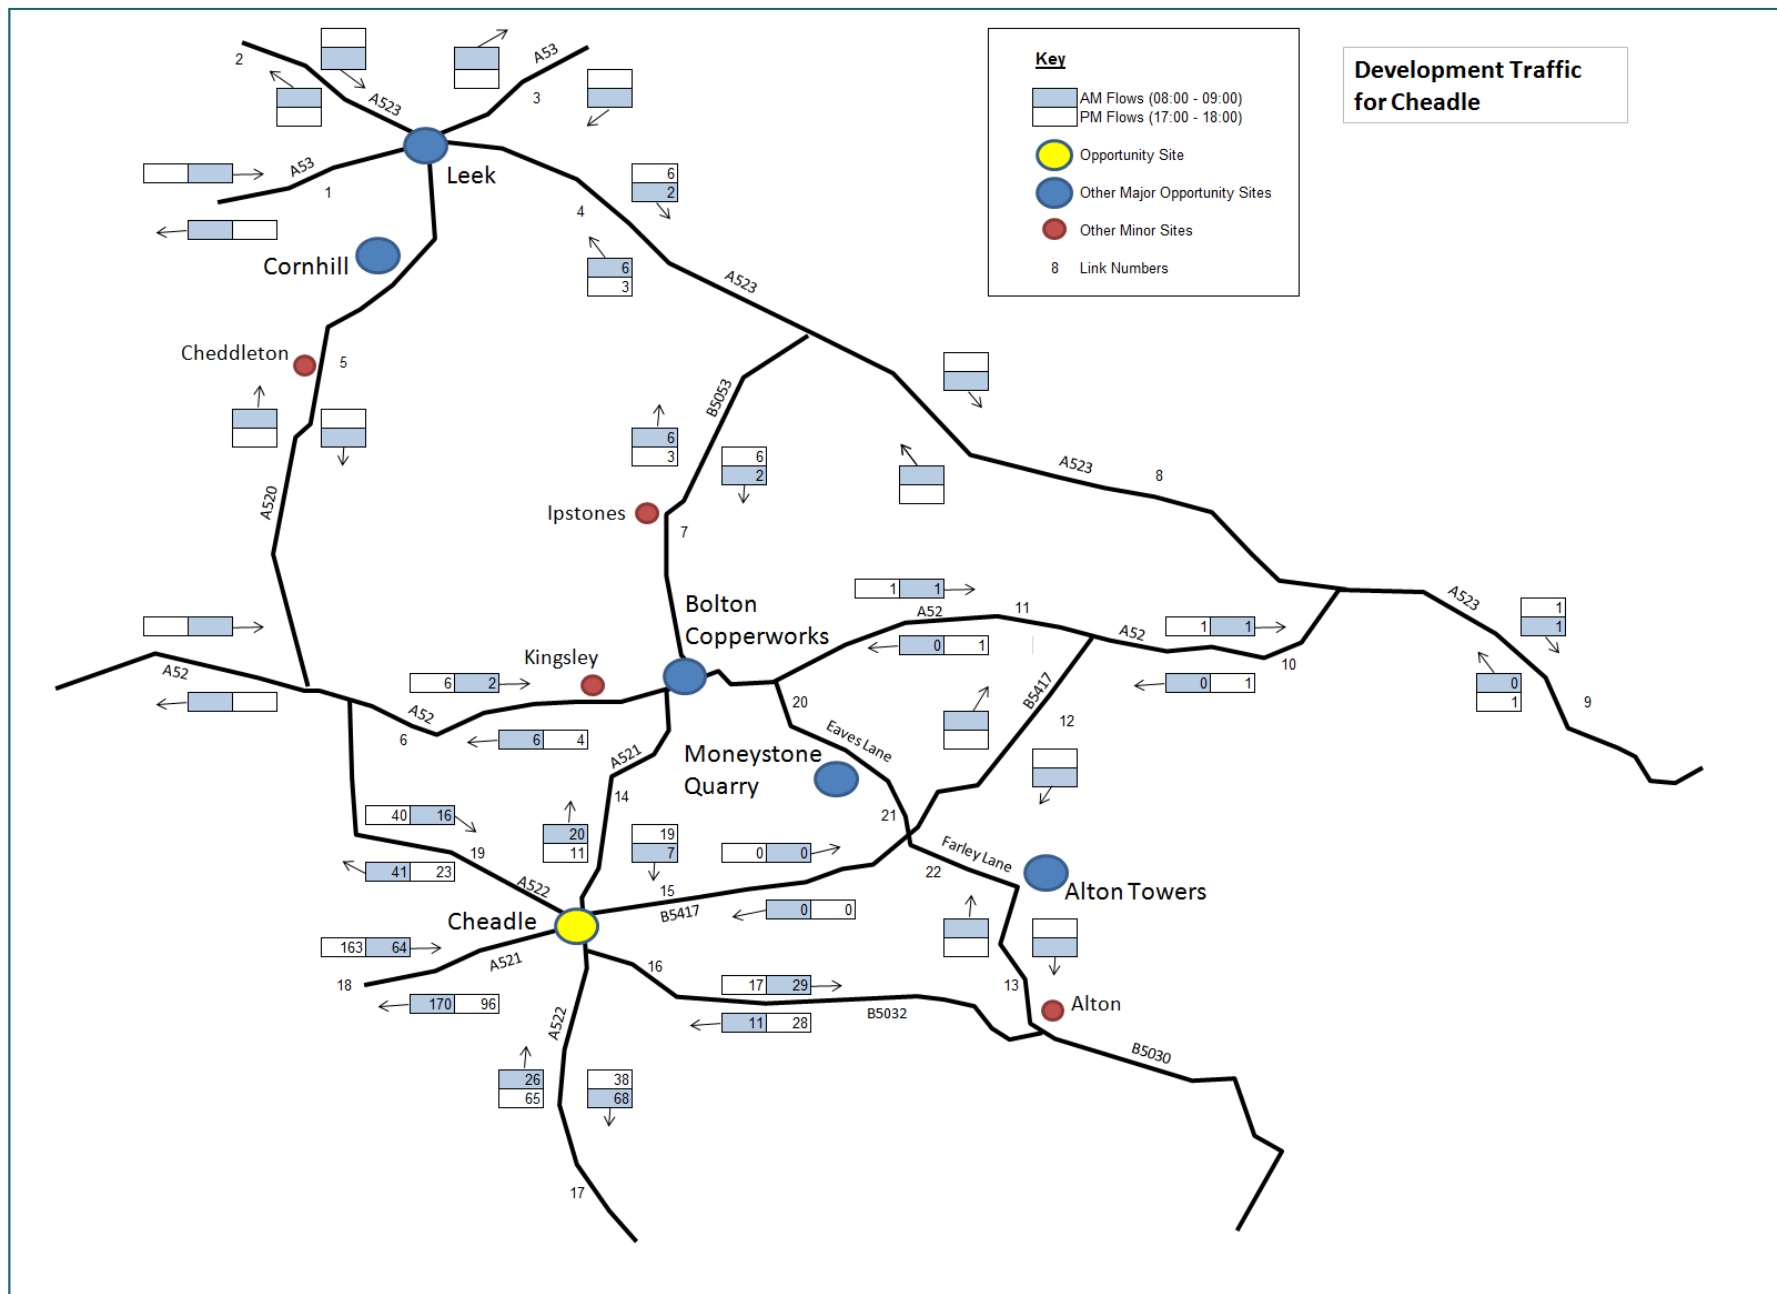 Key
AM Flows (08:00 - 09:00)
PM Flows (17:00 - 18:00)
Opportunity Site
Other Major Opportunity Sites
Other Minor Sites
8 Link Numbers
Development Traffic
for Cheadle
2
A523
A53
3
A53
1
Leek
4
6
2
6
3
A523
Cornhill
Cheddleton
5
A520
B5053
6
3
6
2
Ipstones
7
A523
8
Bolton
Copperworks
1 1
A52
11
0 1
A52
1 1
10
0 1
A523
1
1
0
1
9
A52
Kingsley
6 2
A52
6
6 4
A521
14
20
Eaves Lane
Moneystone
Quarry
21
B5417
12
40 16
19
41 23
A522
20
11
19
7
0 0
15
B5417
0 0
Farley Lane
22
Alton Towers
Cheadle
163 64
A521
18
170 96
16
17 29
B5032
11 28
13
Alton
B5030
A522
26
65
38
68
17